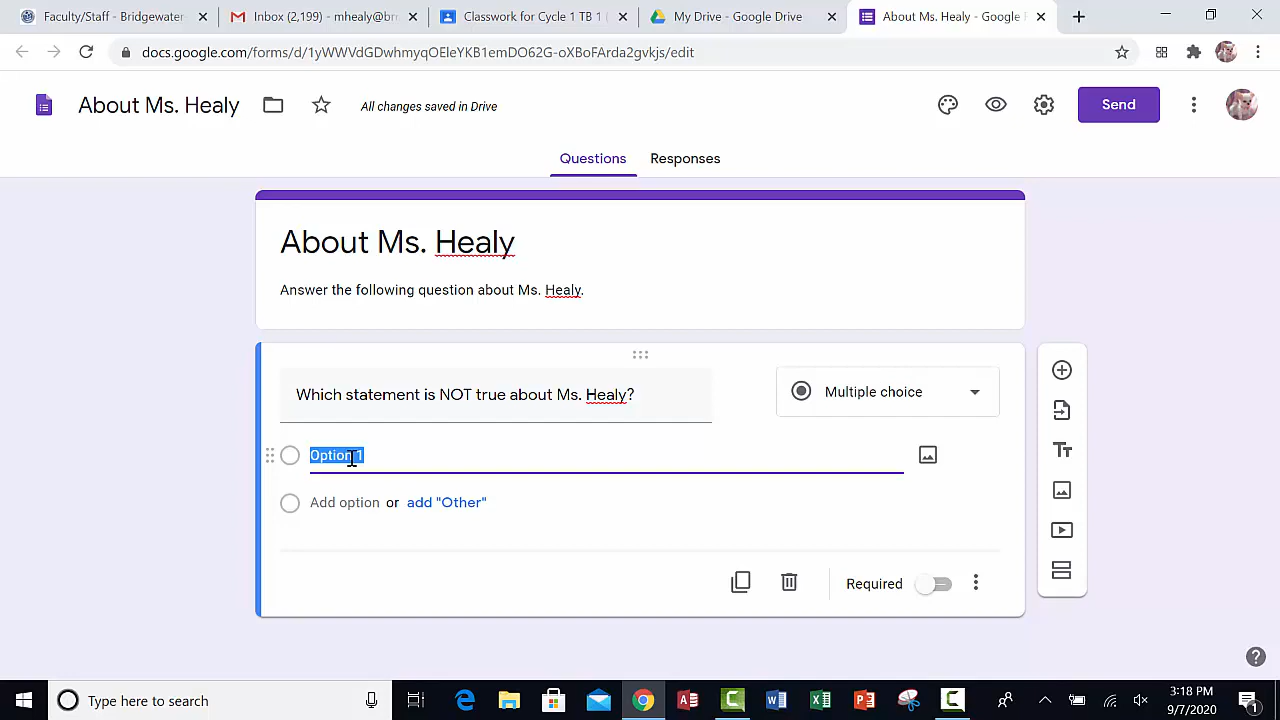 Faculty/Staff - Bridgewater
Inbox (2,199) - mhealy@b
Classwork for Cycle 1 TE
My Drive - Google Drive
About Ms. Healy - Google F
docs.google.com/forms/d/1yWWVdGDwhmyqOEleYKB1emDO62G-oXBoFArda2gvkjs/edit
About Ms. Healy
All changes saved in Drive
Send
Questions
Responses
About Ms. Healy
Answer the following question about Ms. Healy.
Which statement is NOT true about Ms. Healy?
Multiple choice
Option 1
Add option or add "Other"
Required
Type here to search
3:18 PM
9/7/2020